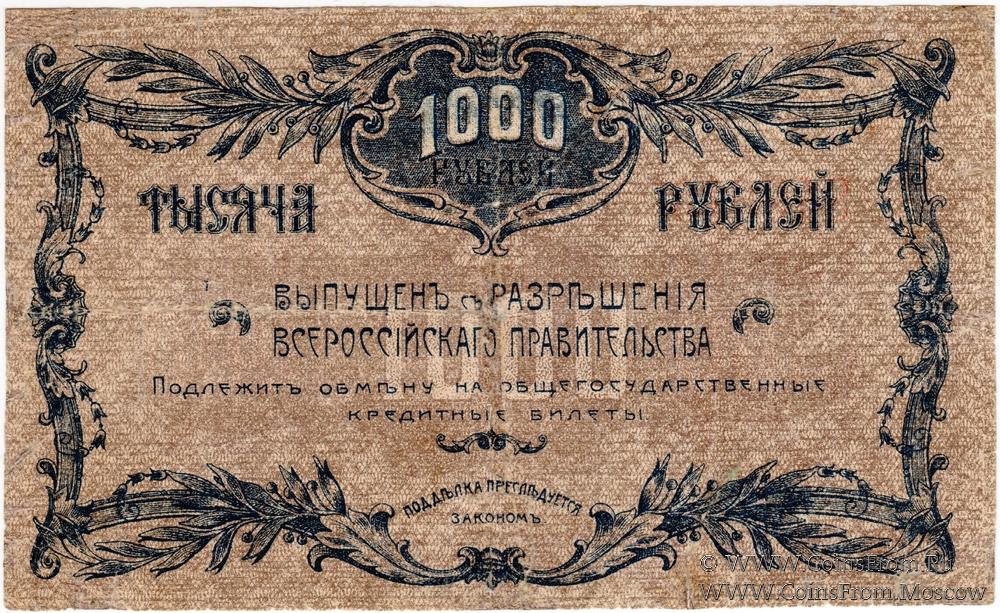 1000
РУБЛЕЙ
ТЫСЯЧА РУБЛЕЙ
ВЫПУЩЕНЪ съ РАЗРѢШЕНІЯ
ВСЕРОССІЙСКАГО ПРАВИТЕЛЬСТВА
1000
ПОДЛЕЖИТЪ ОБМѢНУ НА ОБЩЕГОСУДАРСТВЕННЫЕ
КРЕДИТНЫЕ БИЛЕТЫ.
ПОДДѢЛКА ПРЕСЛѢДУЕТСЯ
ЗАКОНОМЪ
© WWW.COINSFROM.RU
WWW.COINSFROM.MOSCOW